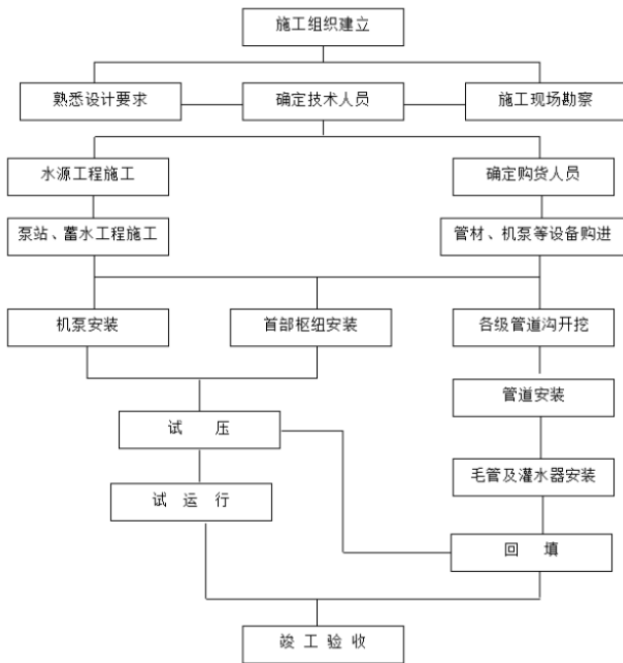 施工组织建立
熟悉设计要求
确定技术人员
施工现场勘察
水源工程施工
确定购货人员
泵站、蓄水工程施工
管材、机泵等设备购进
机泵安装
首部枢纽安装
各级管道沟开挖
管道安装
试 压
毛管及灌水器安装
试 运 行
回 填
竣 工 验 收